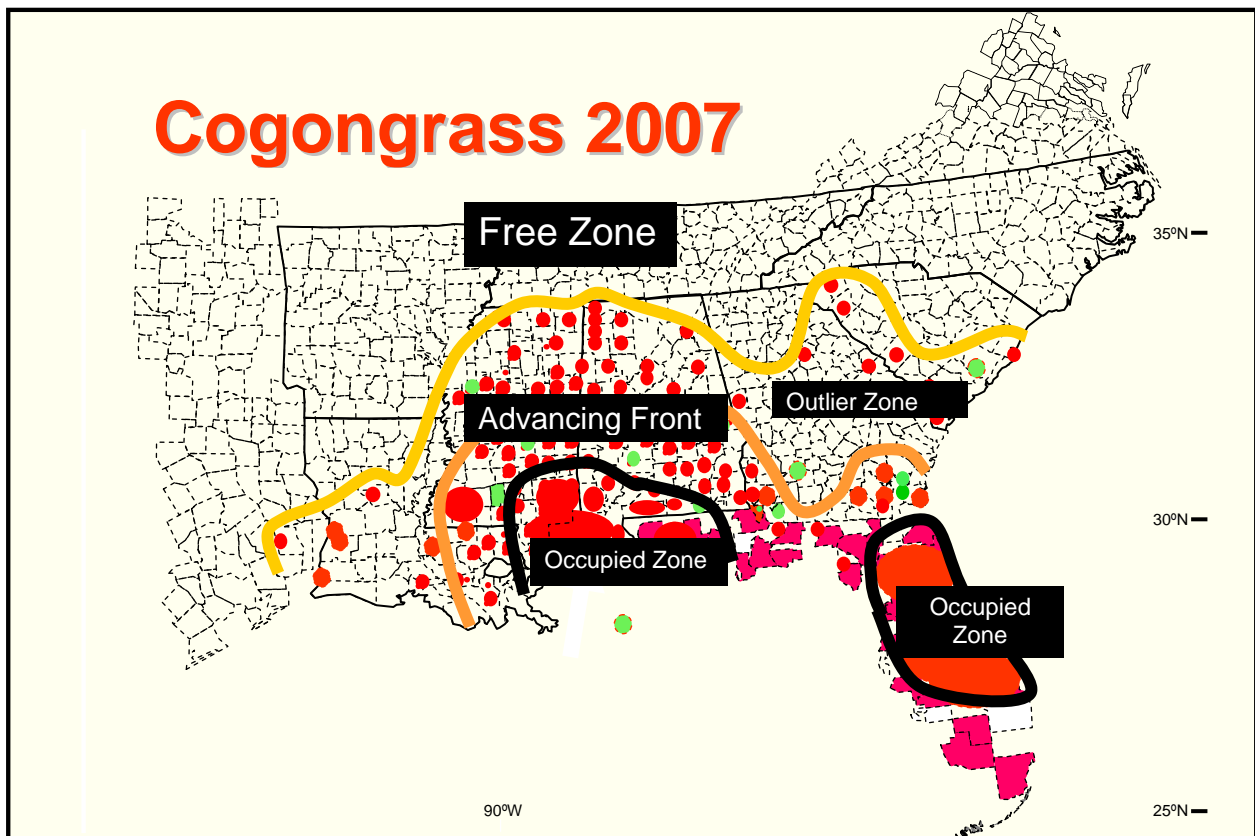 Cogongrass 2007
Free Zone
35ºN
Outlier Zone
Advancing Front
30ºN
Occupied Zone
Occupied
Zone
90ºW
25ºN